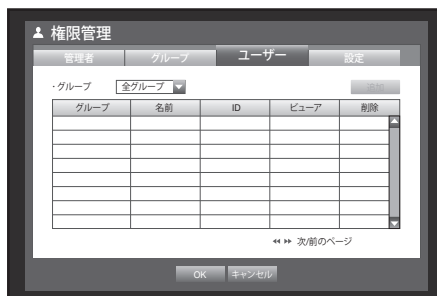 権限管理
管理者 グループ ユーザー 設定
・グループ 全グループ 追加
グループ 名前 ID ビューア 削除
次/前のページ
OK キャンセル